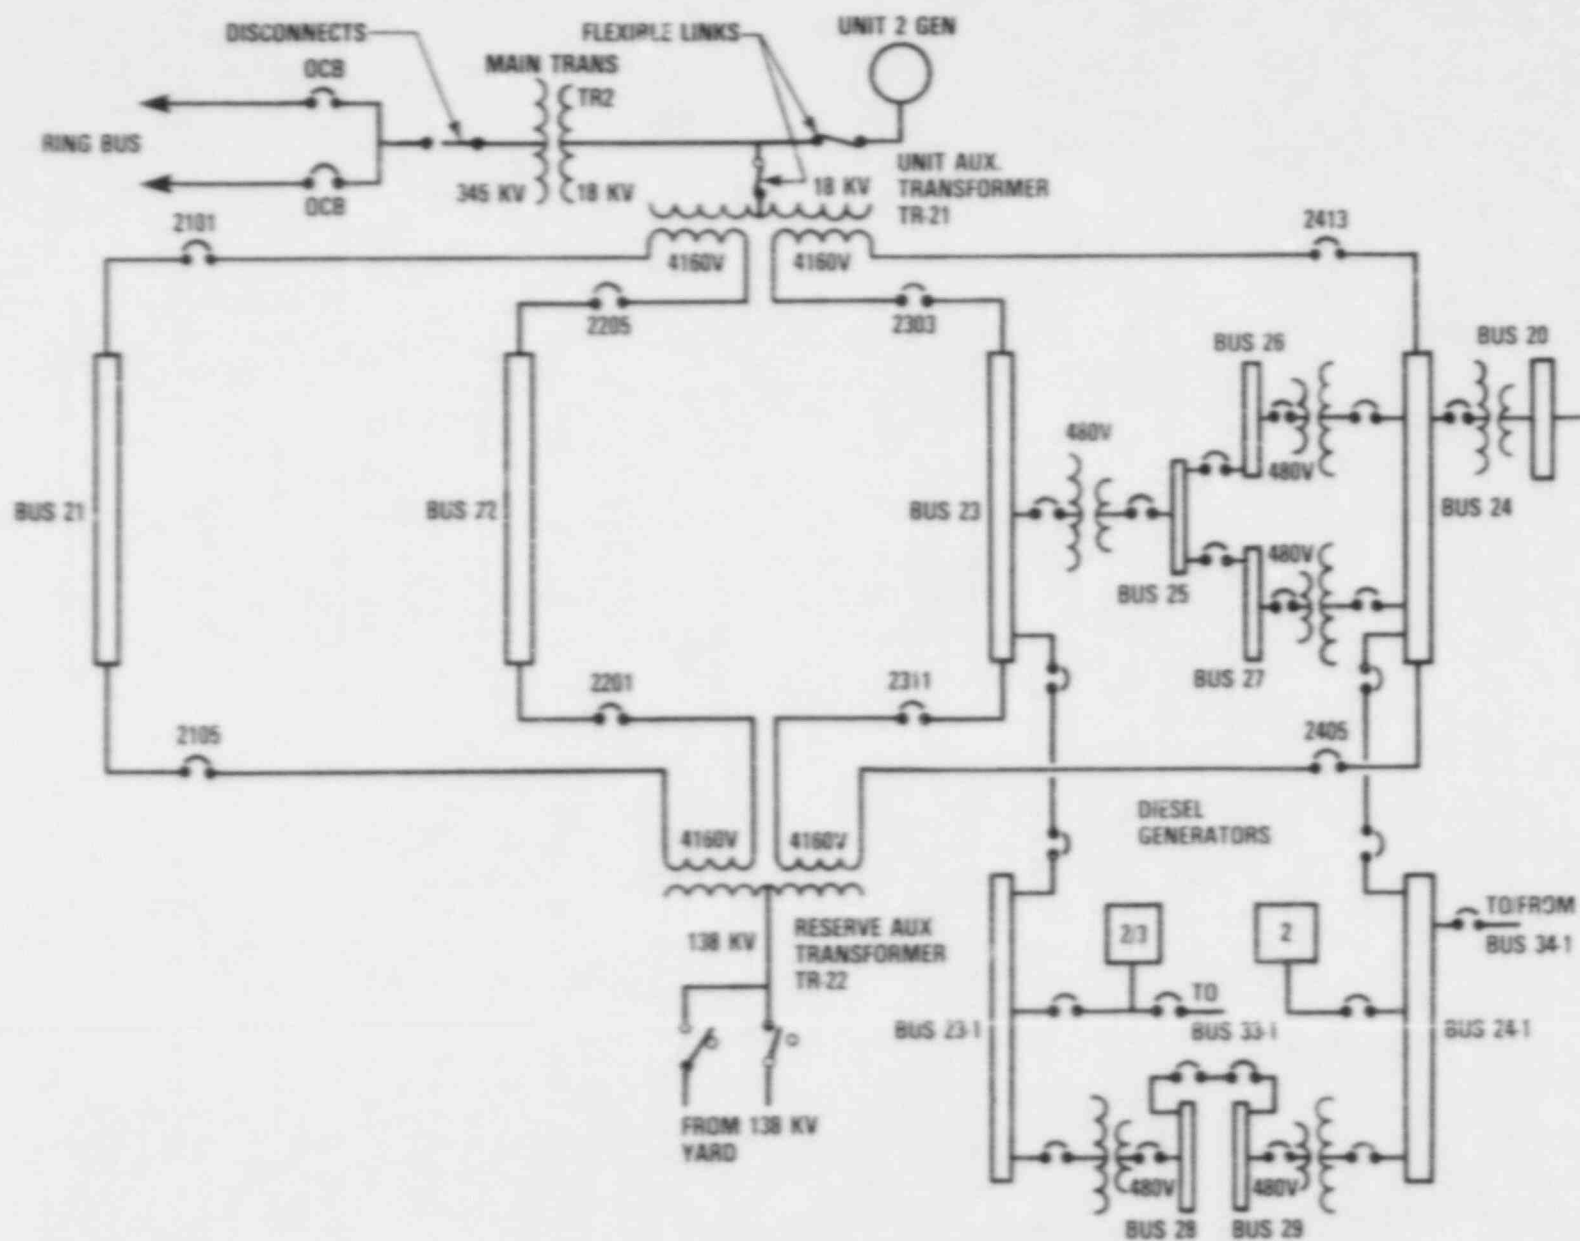 DISCONNECTS
FLEXIBLE LINKS
UNIT 2 GEN
OCB
MAIN TRANS
TR2
RING BUS
345 KV
18 KV
OCB
18 KV
UNIT AUX.
TRANSFORMER
TR-21
2101
2413
4160V
4160V
2205
2303
BUS 26
BUS 20
480V
480V
BUS 21
BUS 22
BUS 23
BUS 24
480V
BUS 25
BUS 27
2201
2311
2105
2405
DIESEL
GENERATORS
4160V
4160V
138 KV
RESERVE AUX
TRANSFORMER
TR-22
2/3
2
TO/FROM
BUS 34-1
TO
BUS 33-1
BUS 23-1
BUS 24-1
FROM 138 KV
YARD
480V
480V
BUS 28
BUS 29